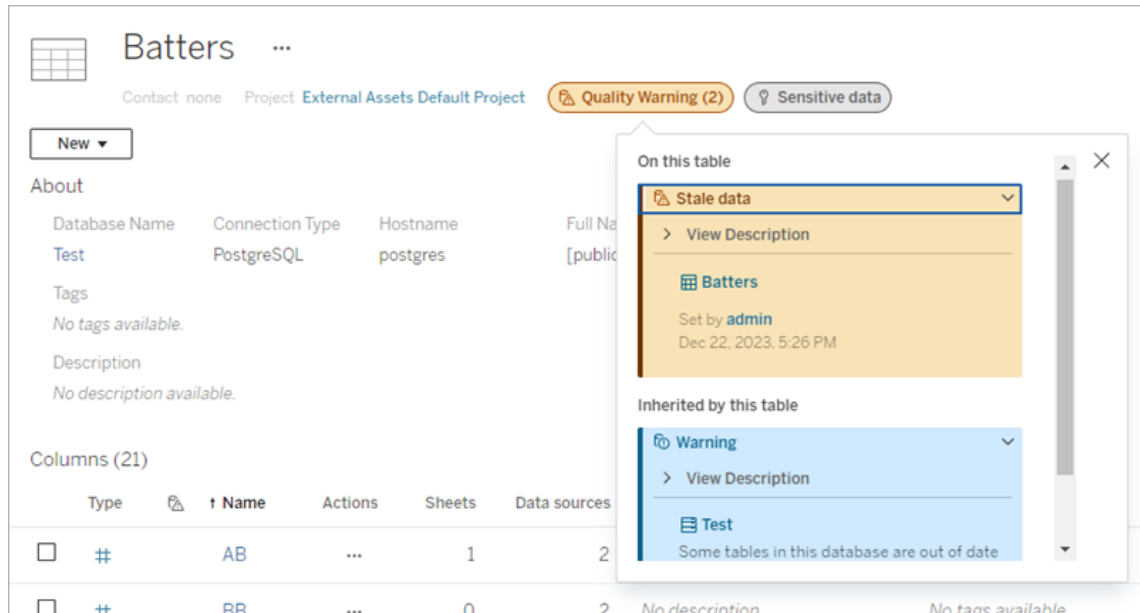 Batters ...
Contact none Project External Assets Default Project Quality Warning (2) Sensitive data
New
About
Database Name Connection Type Hostname
Test PostgreSQL postgres [public
Tags
No tags available.
Description
No description available.
Columns (21)
Type ↑ Name Actions Sheets Data sources
# AB ... 1 2
# BB ... 0 2 No description No tags available
On this table
Stale data
> View Description
Batters
Set by admin
Dec 22, 2023, 5:26 PM
Inherited by this table
Warning
> View Description
Test
Some tables in this database are out of date